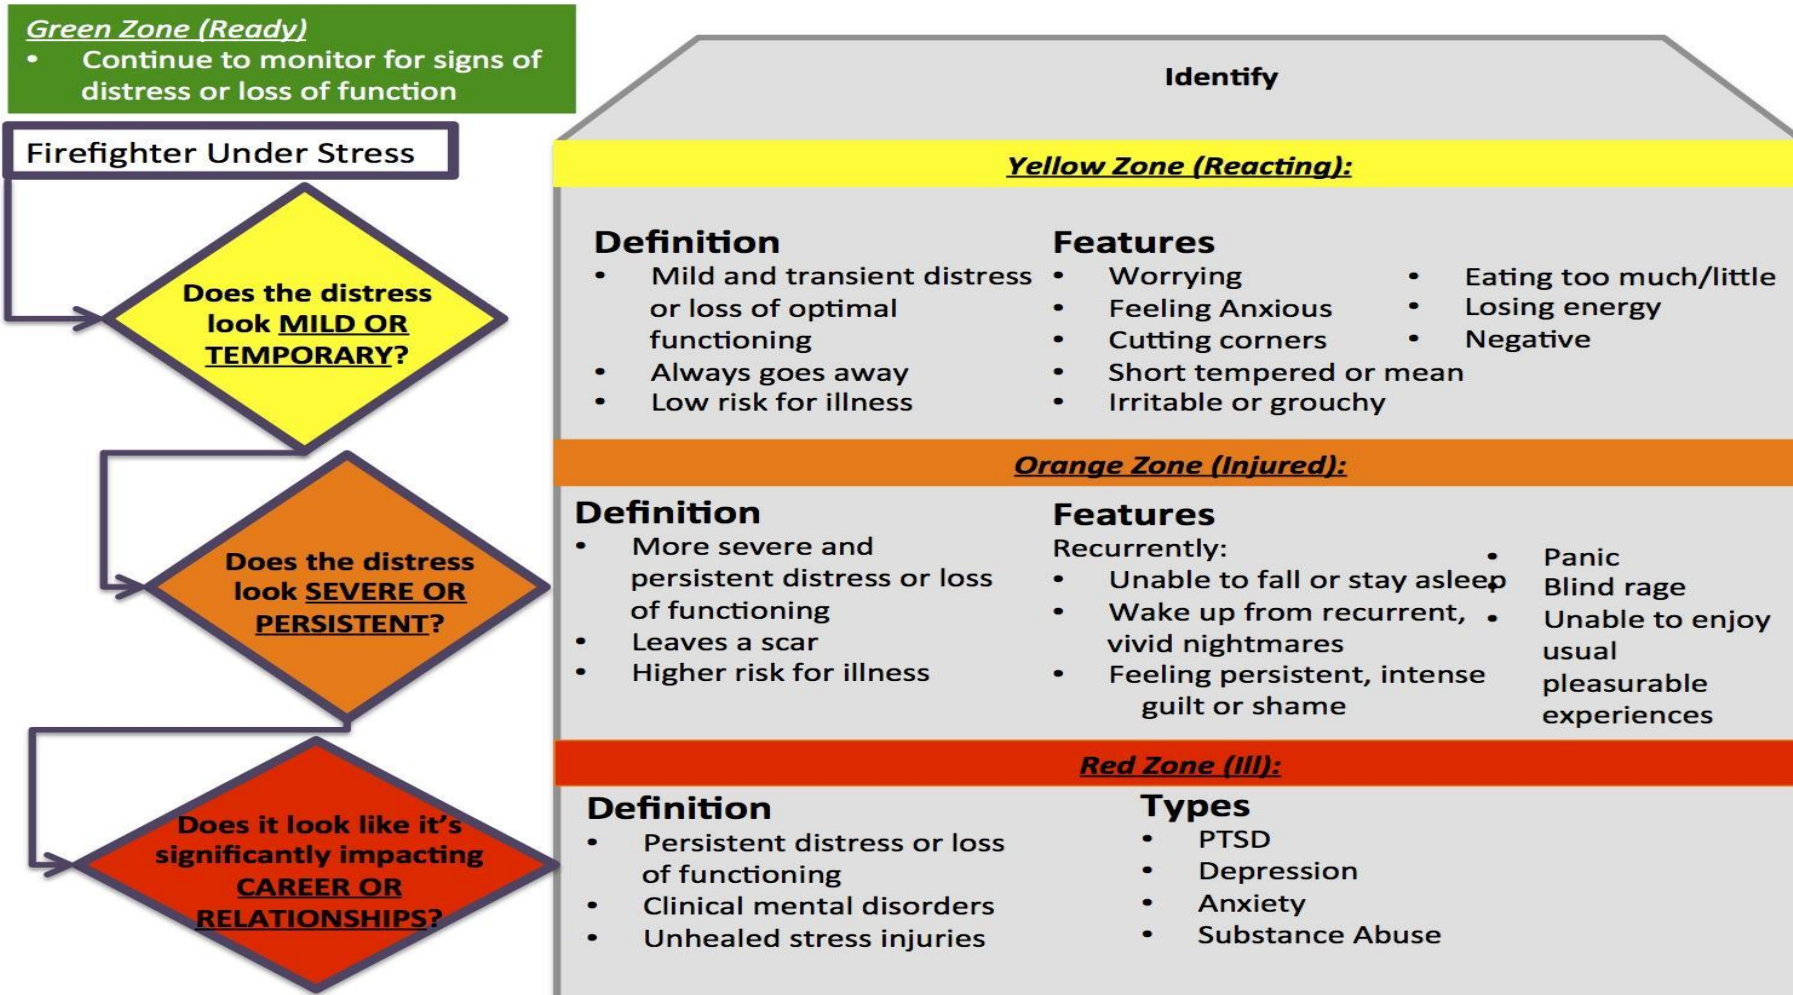 Green Zone (Ready)
• Continue to monitor for signs of
distress or loss of function
Firefighter Under Stress
Does the distress
look MILD OR
TEMPORARY?
Does the distress
look SEVERE OR
PERSISTENT?
Does it look like it's
significantly impacting
CAREER OR
RELATIONSHIPS?
Identify
Yellow Zone (Reacting):
Definition
• Mild and transient distress
or loss of optimal
functioning
• Always goes away
• Low risk for illness
Features
• Worrying
• Feeling Anxious
• Cutting corners
• Short tempered or mean
• Irritable or grouchy
• Eating too much/little
• Losing energy
• Negative
Orange Zone (Injured):
Definition
• More severe and
persistent distress or loss
of functioning
• Leaves a scar
• Higher risk for illness
Features
Recurrently:
• Unable to fall or stay asleep
• Wake up from recurrent,
vivid nightmares
• Feeling persistent, intense
guilt or shame
• Panic
• Blind rage
• Unable to enjoy
usual
pleasurable
experiences
Red Zone (Ill):
Definition
• Persistent distress or loss
of functioning
• Clinical mental disorders
• Unhealed stress injuries
Types
• PTSD
• Depression
• Anxiety
• Substance Abuse